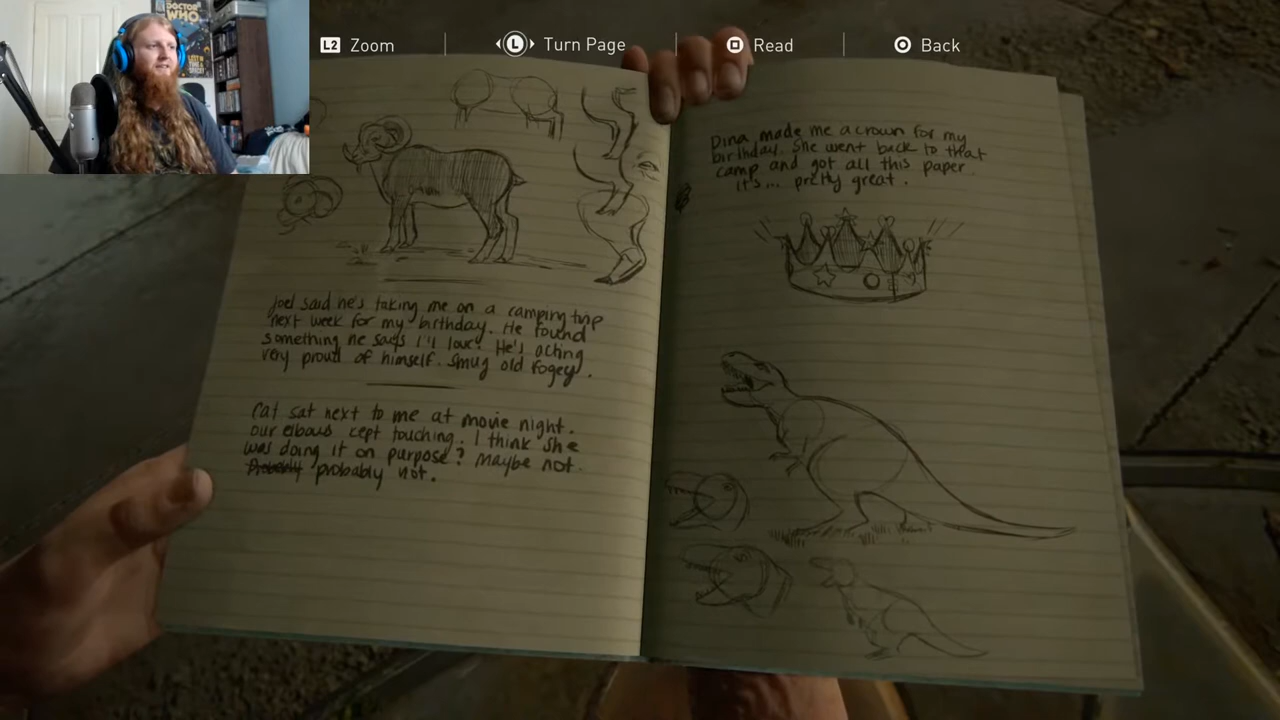 DOCTOR
WHO
L2 Zoom
L Turn Page
Read
Back
Joel said he's taking me on a camping trip
next week for my birthday. He found
something he says I'll love. He's acting
very proud of himself. Smug old fogey.
Cat sat next to me at movie night.
Our elbows kept touching. I think she
was doing it on purpose? Maybe not.
Probably probably not.
Dina made me a crown for my
birthday. She went back to that
camp and got all this paper.
It's... pretty great.